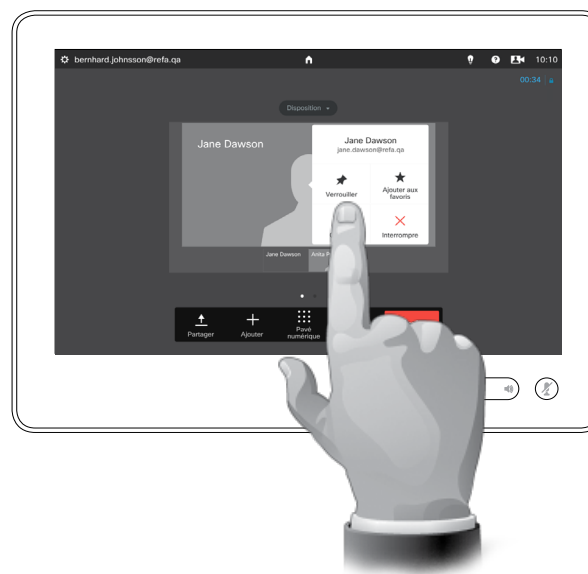 bernhard.johnsson@refa.qa
10:10
00:34
Disposition
Jane Dawson
Jane Dawson
jane.dawson@refa.qa
Verrouiller
Ajouter aux
favoris
Interrompre
Jane Dawson
Anita
Partager
Ajouter
Pavé
numérique